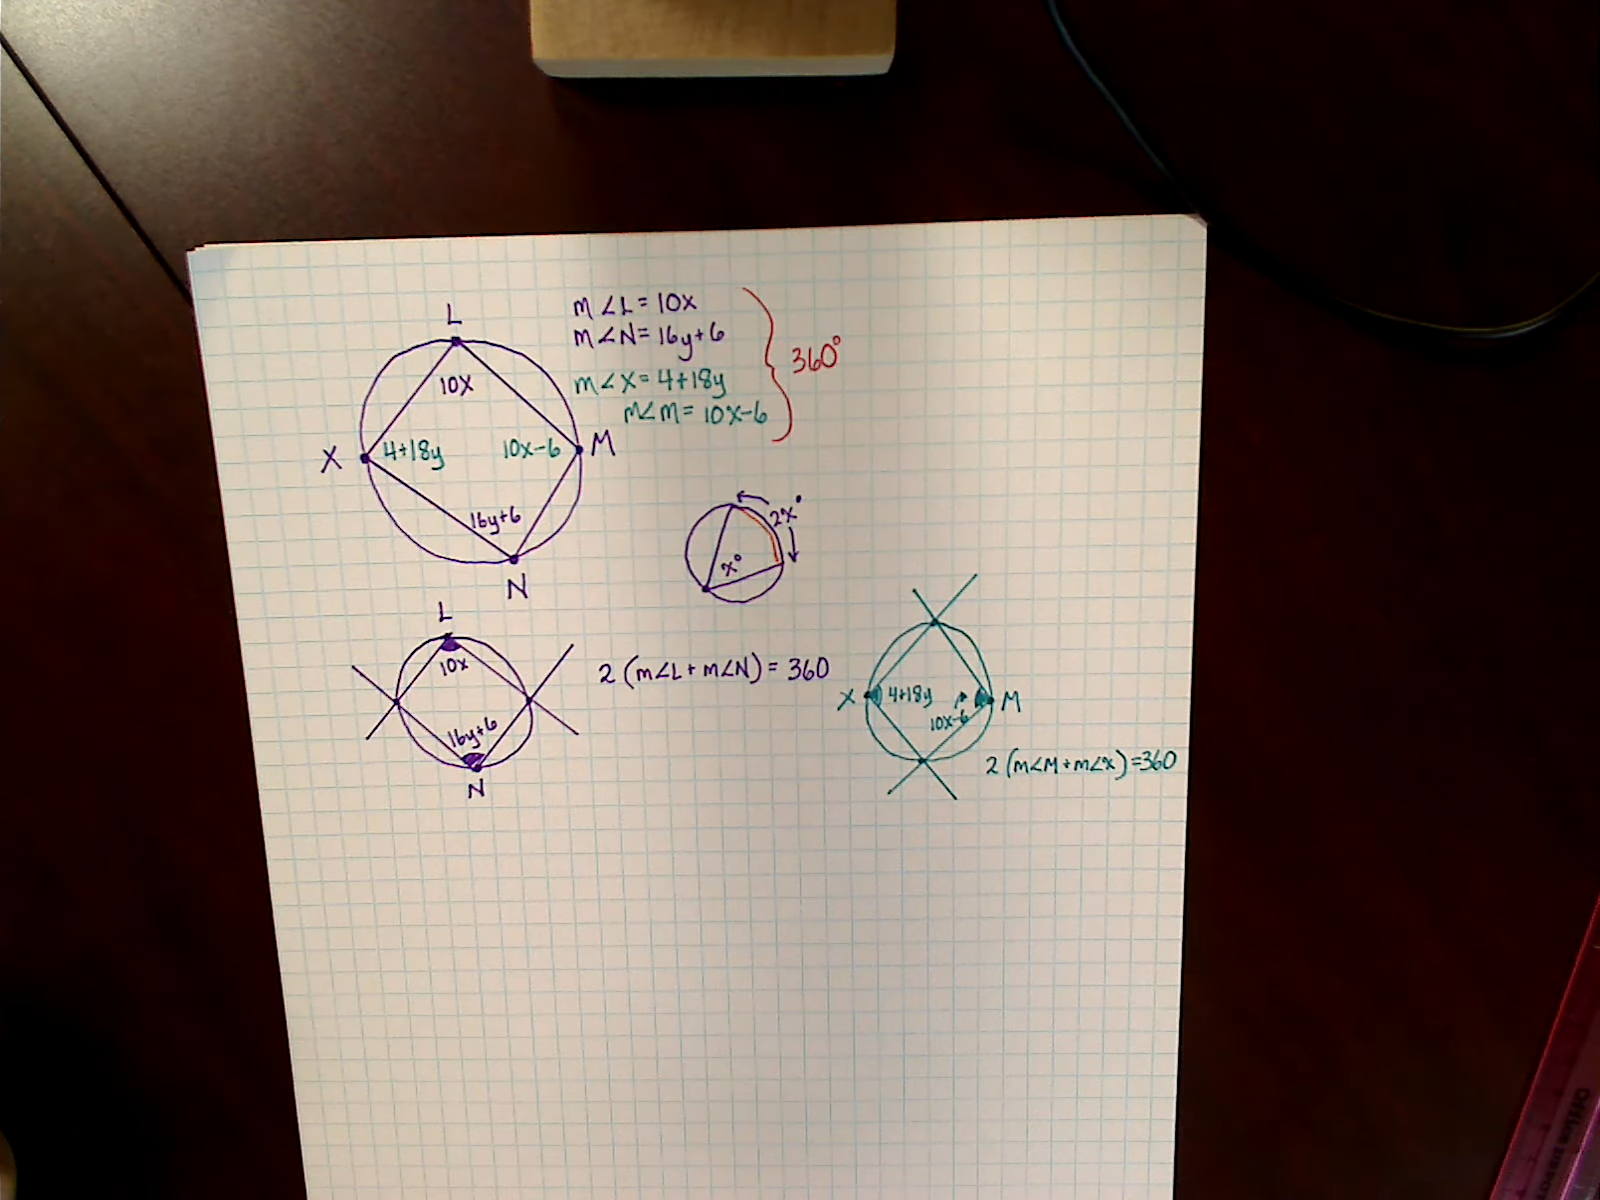 L
m∠L = 10x
m∠N = 16y+6
360°
10x
m∠X = 4+18y
m∠M = 10x-6
X
4+18y
10x-6
M
16y+6
2x°
x°
N
L
10x
2 (m∠L + m∠N) = 360
X
4+18y
10x-6
M
16y+6
2 (m∠M + m∠X) = 360
N